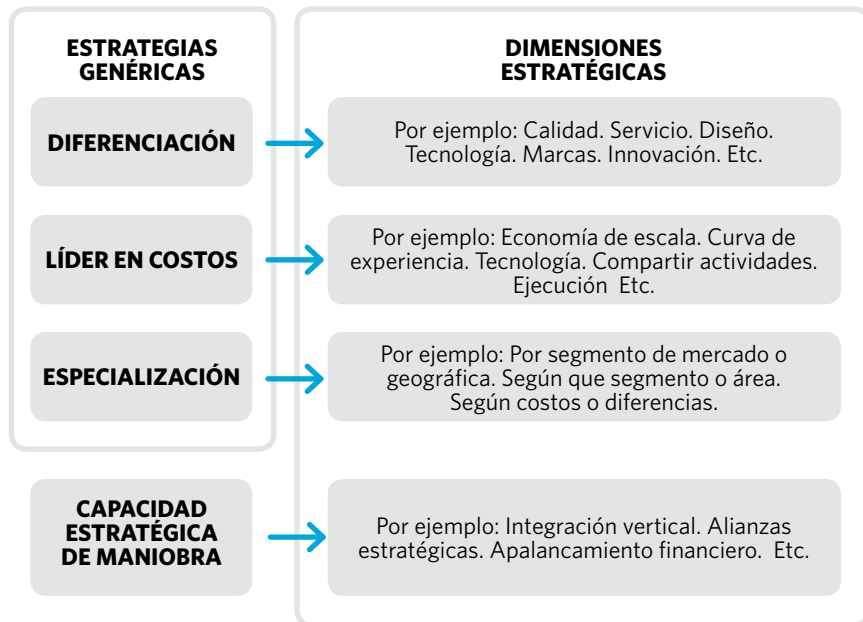 ESTRATEGIAS
GENÉRICAS
DIMENSIONES
ESTRATÉGICAS
DIFERENCIACIÓN
Por ejemplo: Calidad. Servicio. Diseño.
Tecnología. Marcas. Innovación. Etc.
LÍDER EN COSTOS
Por ejemplo: Economía de escala. Curva de
experiencia. Tecnología. Compartir actividades.
Ejecución  Etc.
ESPECIALIZACIÓN
Por ejemplo: Por segmento de mercado o
geográfica. Según que segmento o área.
Según costos o diferencias.
CAPACIDAD
ESTRATÉGICA
DE MANIOBRA
Por ejemplo: Integración vertical. Alianzas
estratégicas. Apalancamiento financiero.  Etc.